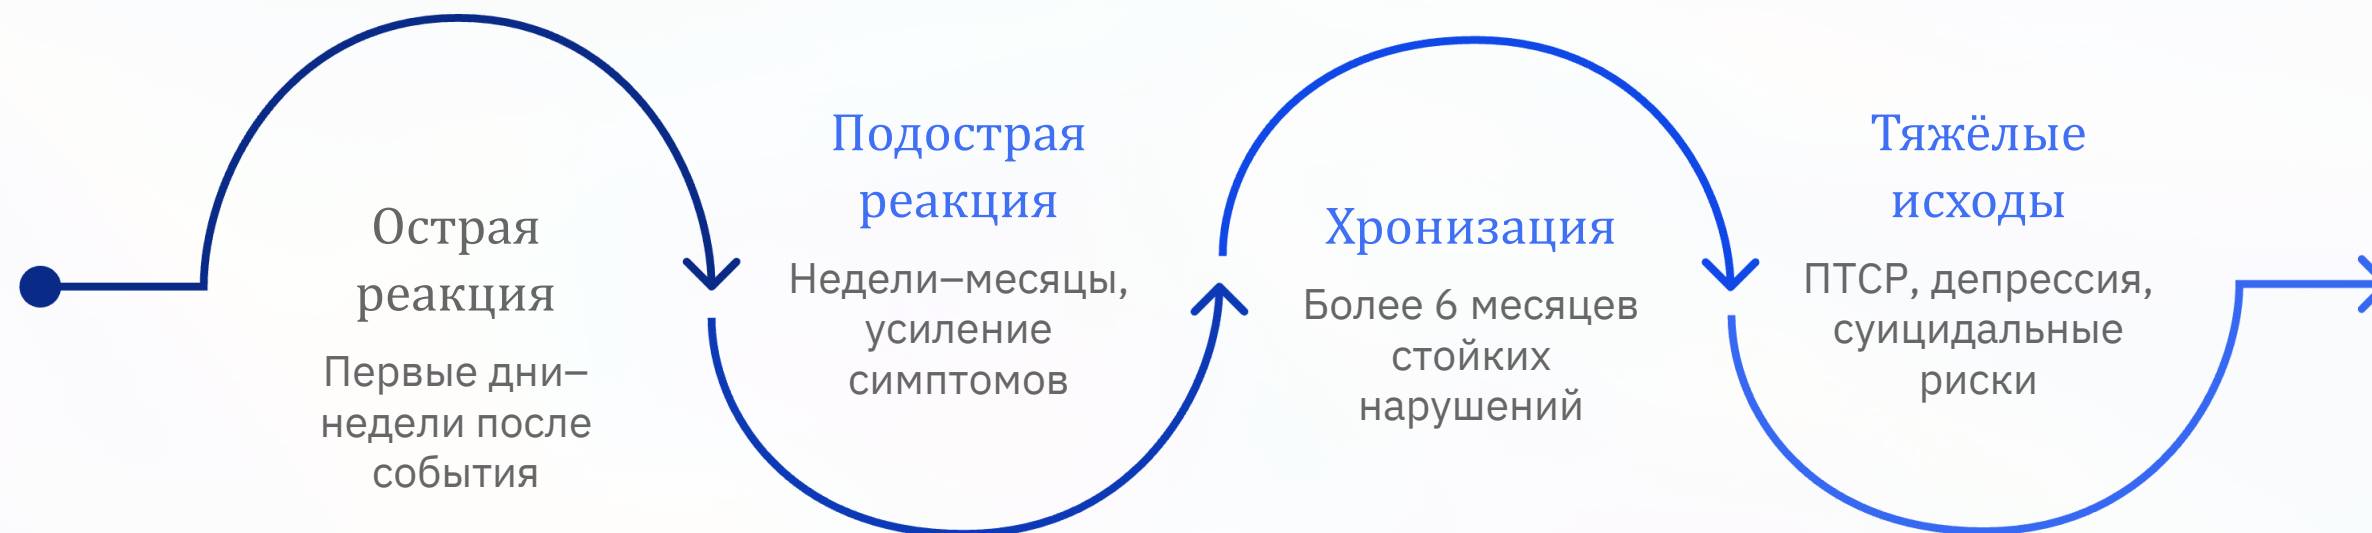 Острая
реакция
Первые дни–
недели после
события
Подострая
реакция
Недели–месяцы,
усиление
симптомов
Хронизация
Более 6 месяцев
стойких
нарушений
Тяжёлые
исходы
ПТСР, депрессия,
суицидальные
риски